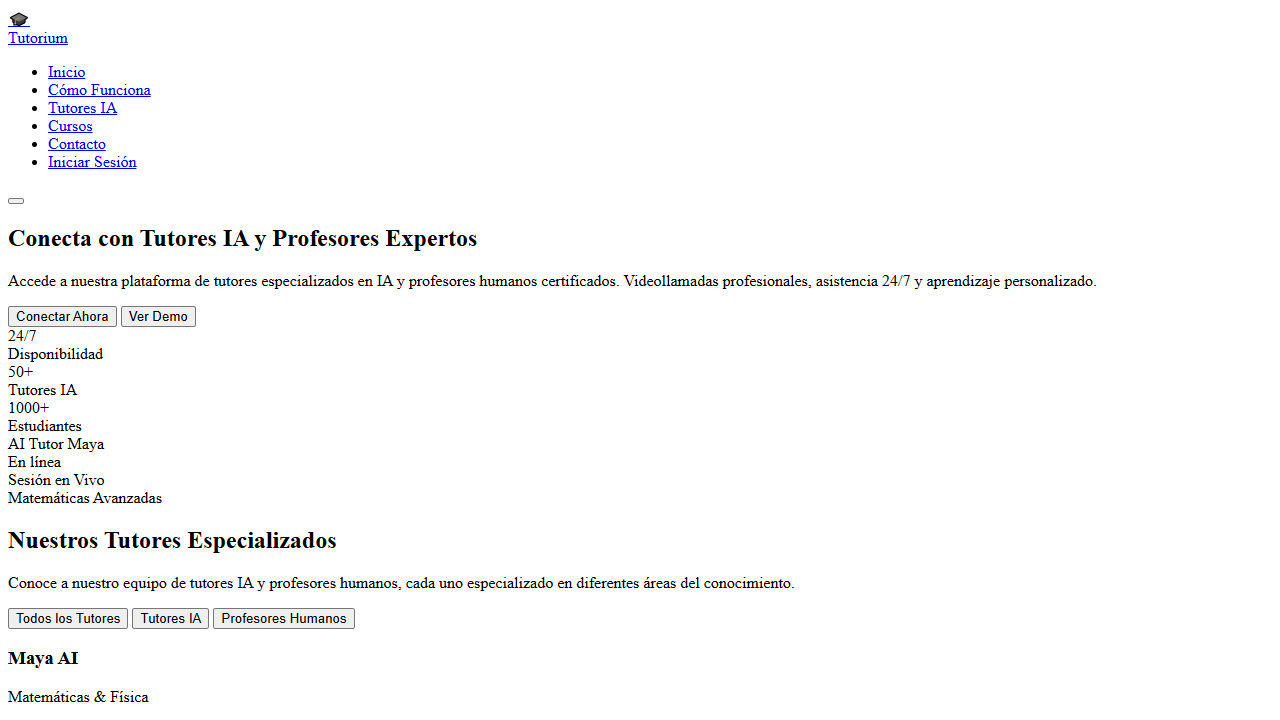 Tutorium
Inicio
Cómo Funciona
Tutores IA
Cursos
Contacto
Iniciar Sesión
Conecta con Tutores IA y Profesores Expertos
Accede a nuestra plataforma de tutores especializados en IA y profesores humanos certificados. Videollamadas profesionales, asistencia 24/7 y aprendizaje personalizado.
Conectar Ahora Ver Demo
24/7
Disponibilidad
50+
Tutores IA
1000+
Estudiantes
AI Tutor Maya
En línea
Sesión en Vivo
Matemáticas Avanzadas
Nuestros Tutores Especializados
Conoce a nuestro equipo de tutores IA y profesores humanos, cada uno especializado en diferentes áreas del conocimiento.
Todos los Tutores Tutores IA Profesores Humanos
Maya AI
Matemáticas & Física